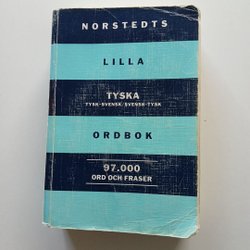 NORSTEDTS
LILLA
TYSKA
TYSK-SVENSK/SVENSK-TYSK
ORDBOK
97.000
ORD OCH FRASER